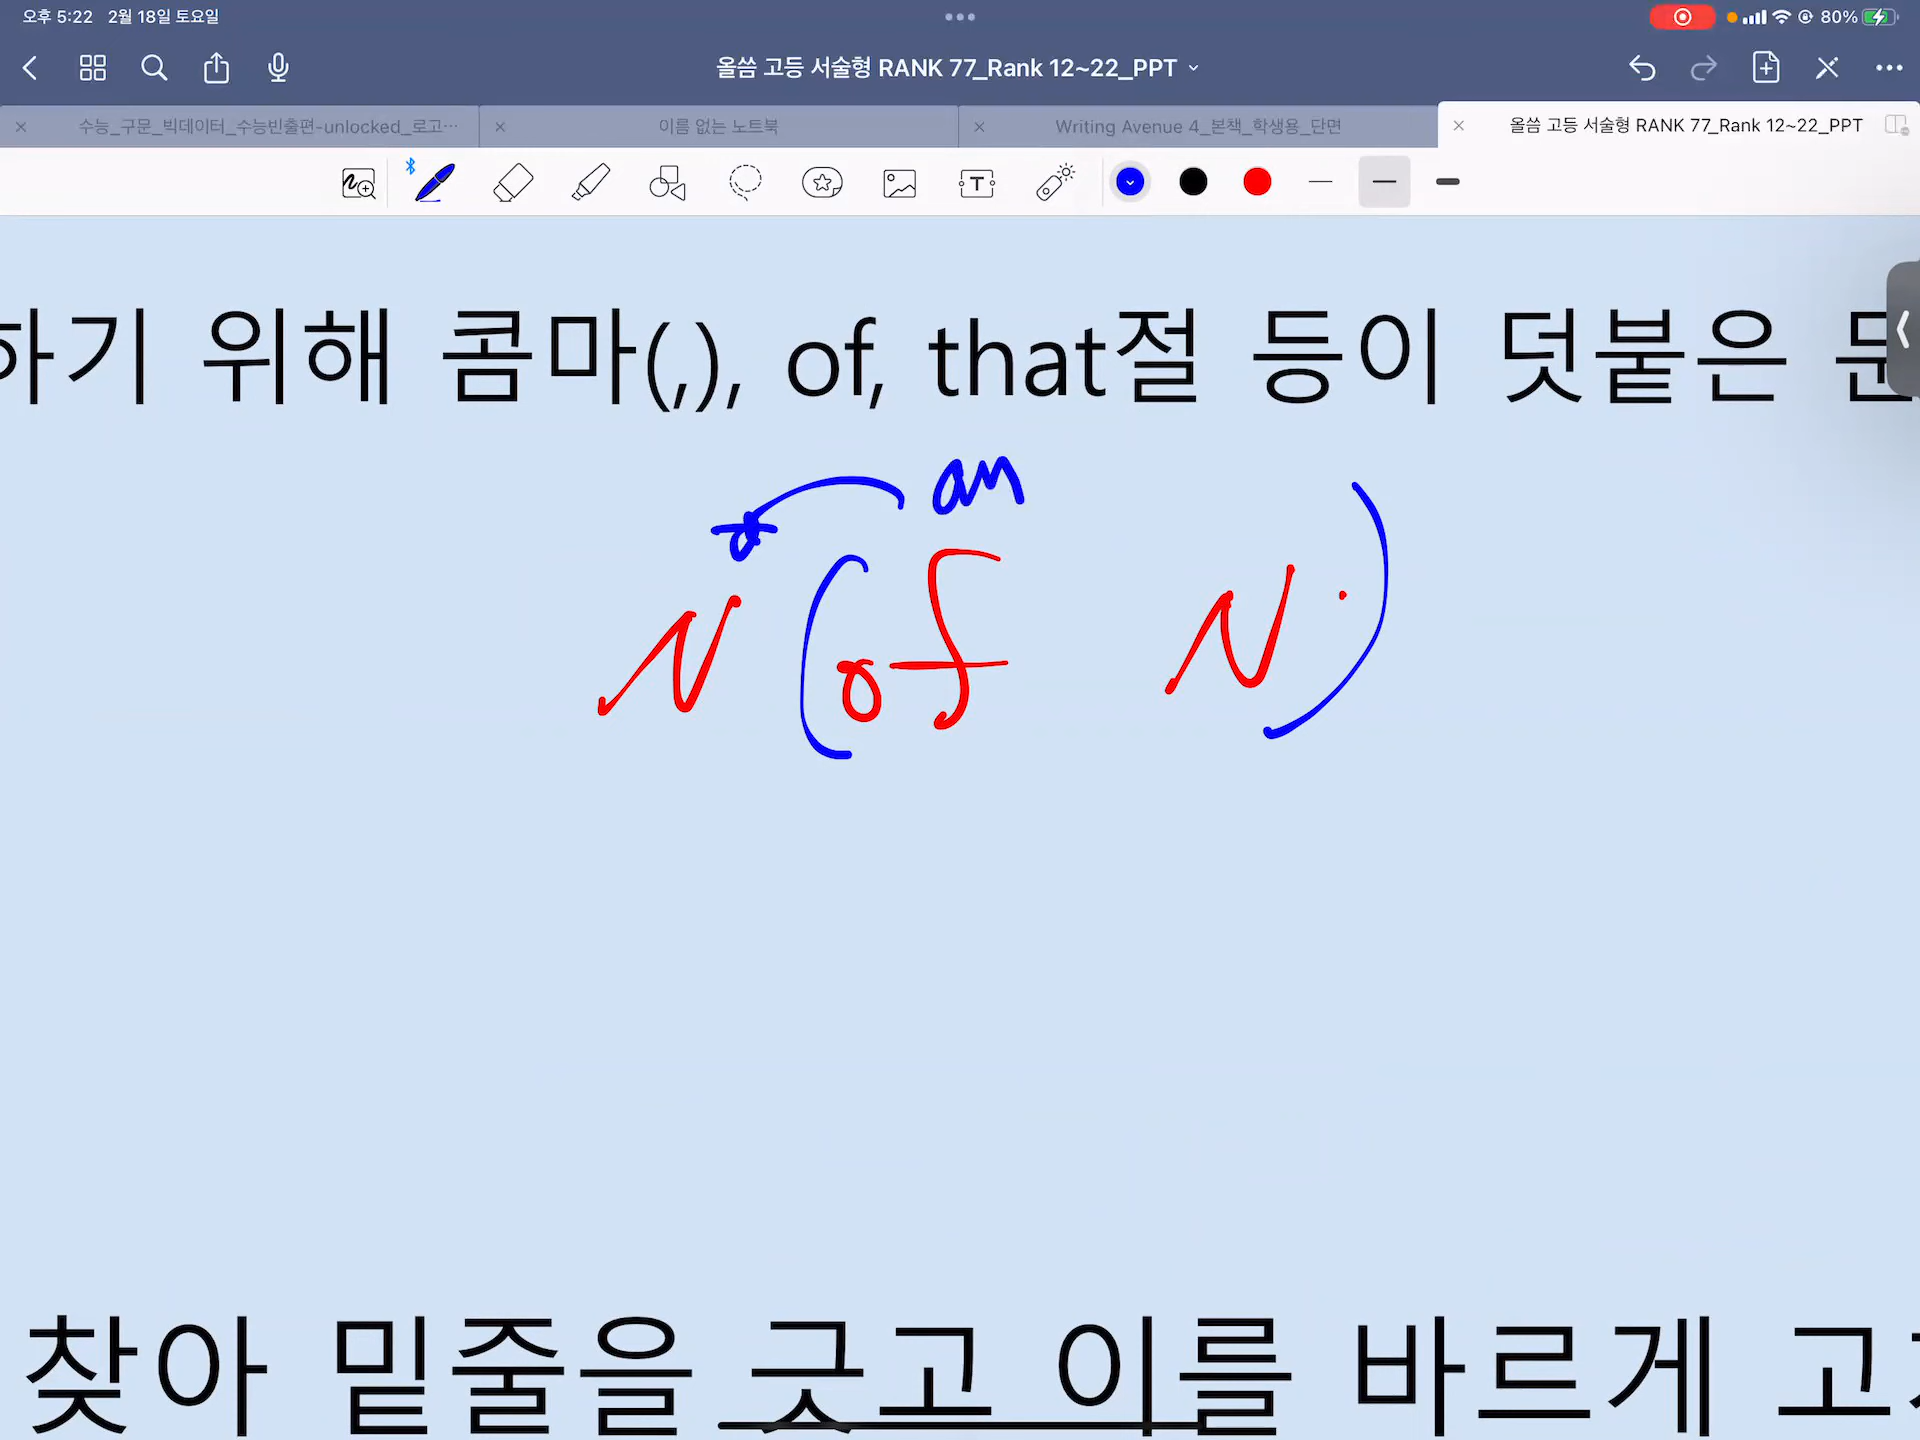 오후 5:22 2월 18일 토요일
80%
올씀 고등 서술형 RANK 77_Rank 12~22_PPT
수능_구문_빅데이터_수능빈출편-unlocked_로고…
이름 없는 노트북
Writing Avenue 4_본책_학생용_단면
올씀 고등 서술형 RANK 77_Rank 12~22_PPT
하기 위해 콤마(,), of, that절 등이 덧붙은 문
an
N (of N.)
찾아 밑줄을 긋고 이를 바르게 고